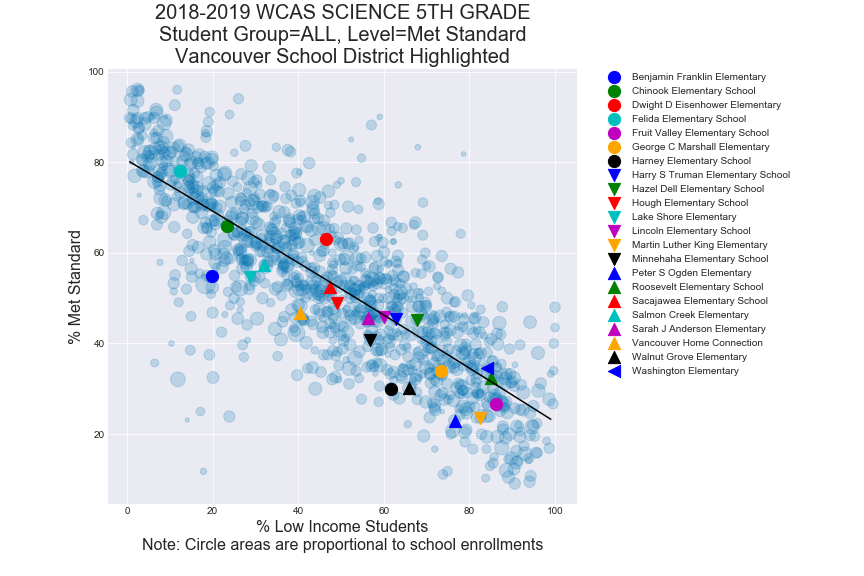 2018-2019 WCAS SCIENCE 5TH GRADE
Student Group=ALL, Level=Met Standard
Vancouver School District Highlighted
100
80
60
40
20
% Met Standard
0
20
40
60
80
100
% Low Income Students
Note: Circle areas are proportional to school enrollments
Benjamin Franklin Elementary
Chinook Elementary School
Dwight D Eisenhower Elementary
Felida Elementary School
Fruit Valley Elementary School
George C Marshall Elementary
Harney Elementary School
Harry S Truman Elementary School
Hazel Dell Elementary School
Hough Elementary School
Lake Shore Elementary
Lincoln Elementary School
Martin Luther King Elementary
Minnehaha Elementary School
Peter S Ogden Elementary
Roosevelt Elementary School
Sacajawea Elementary School
Salmon Creek Elementary
Sarah J Anderson Elementary
Vancouver Home Connection
Walnut Grove Elementary
Washington Elementary